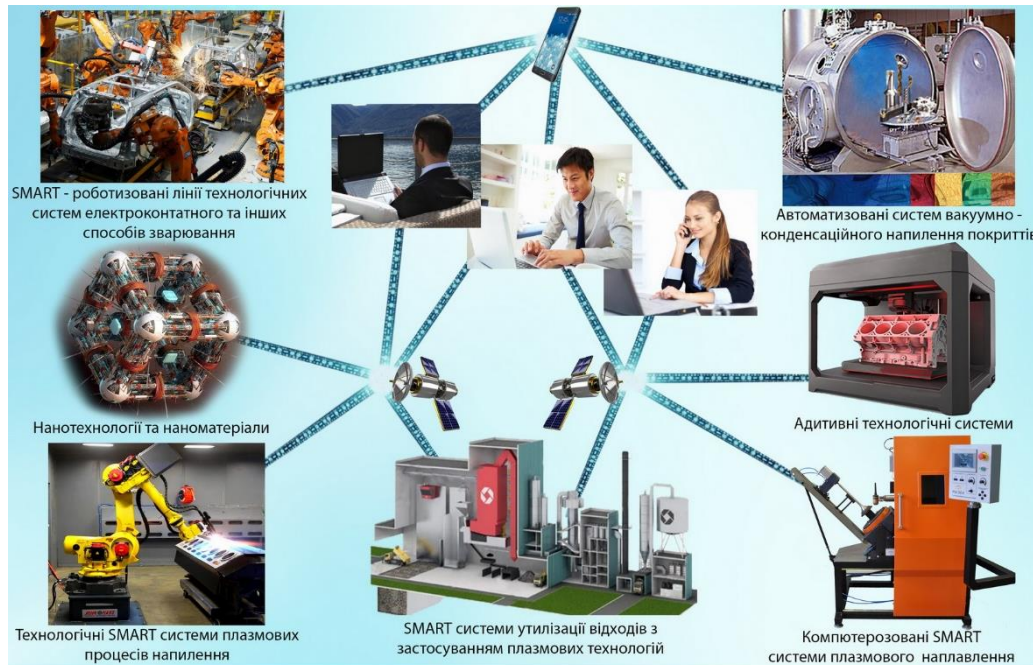 SMART - роботизовані лінії технологічних
систем електроконтатного та інших
способів зварювання
Автоматизовані систем вакуумно -
конденсаційного напилення покриттів
Нанотехнології та наноматеріали
Адитивні технологічні системи
Технологічні SMART системи плазмових
процесів напилення
SMART системи утилизації відходів з
застосуванням плазмових технологій
Компютерозовані SMART
системи плазмового наплавлення